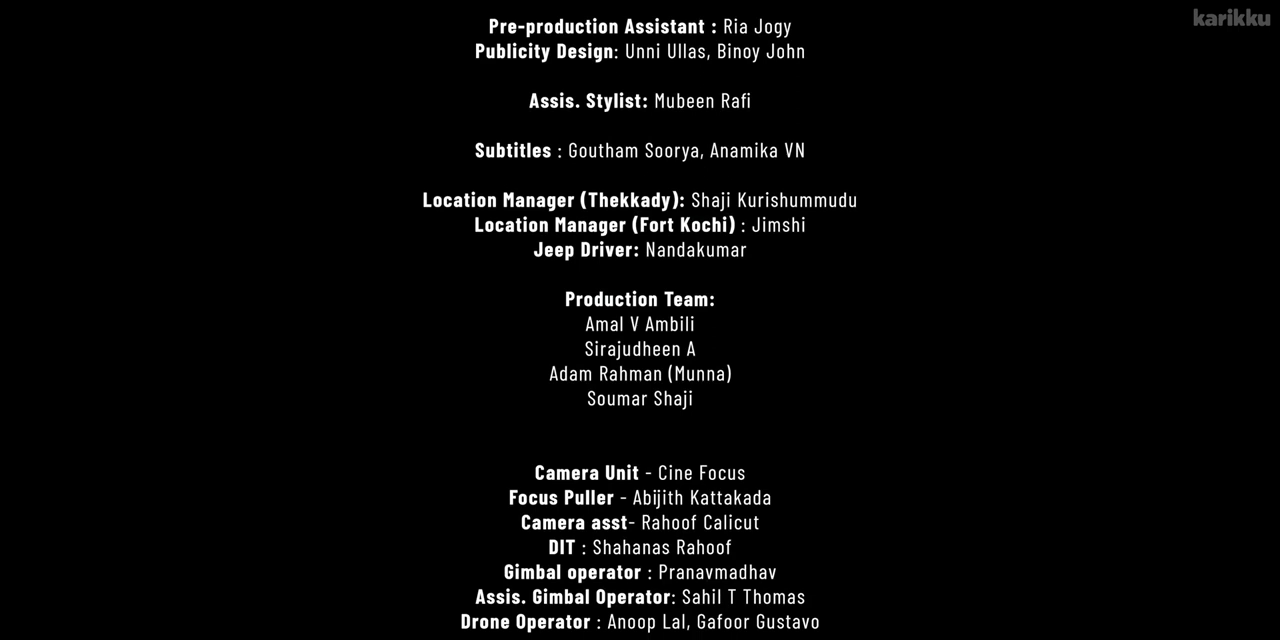 karikku
Pre-production Assistant : Ria Jogy
Publicity Design: Unni Ullas, Binoy John
Assis. Stylist: Mubeen Rafi
Subtitles : Goutham Soorya, Anamika VN
Location Manager (Thekkady): Shaji Kurishummudu
Location Manager (Fort Kochi) : Jimshi
Jeep Driver: Nandakumar
Production Team:
Amal V Ambili
Sirajudheen A
Adam Rahman (Munna)
Soumar Shaji
Camera Unit - Cine Focus
Focus Puller - Abijith Kattakada
Camera asst- Rahoof Calicut
DIT : Shahanas Rahoof
Gimbal operator : Pranavmadhav
Assis. Gimbal Operator: Sahil T Thomas
Drone Operator : Anoop Lal, Gafoor Gustavo